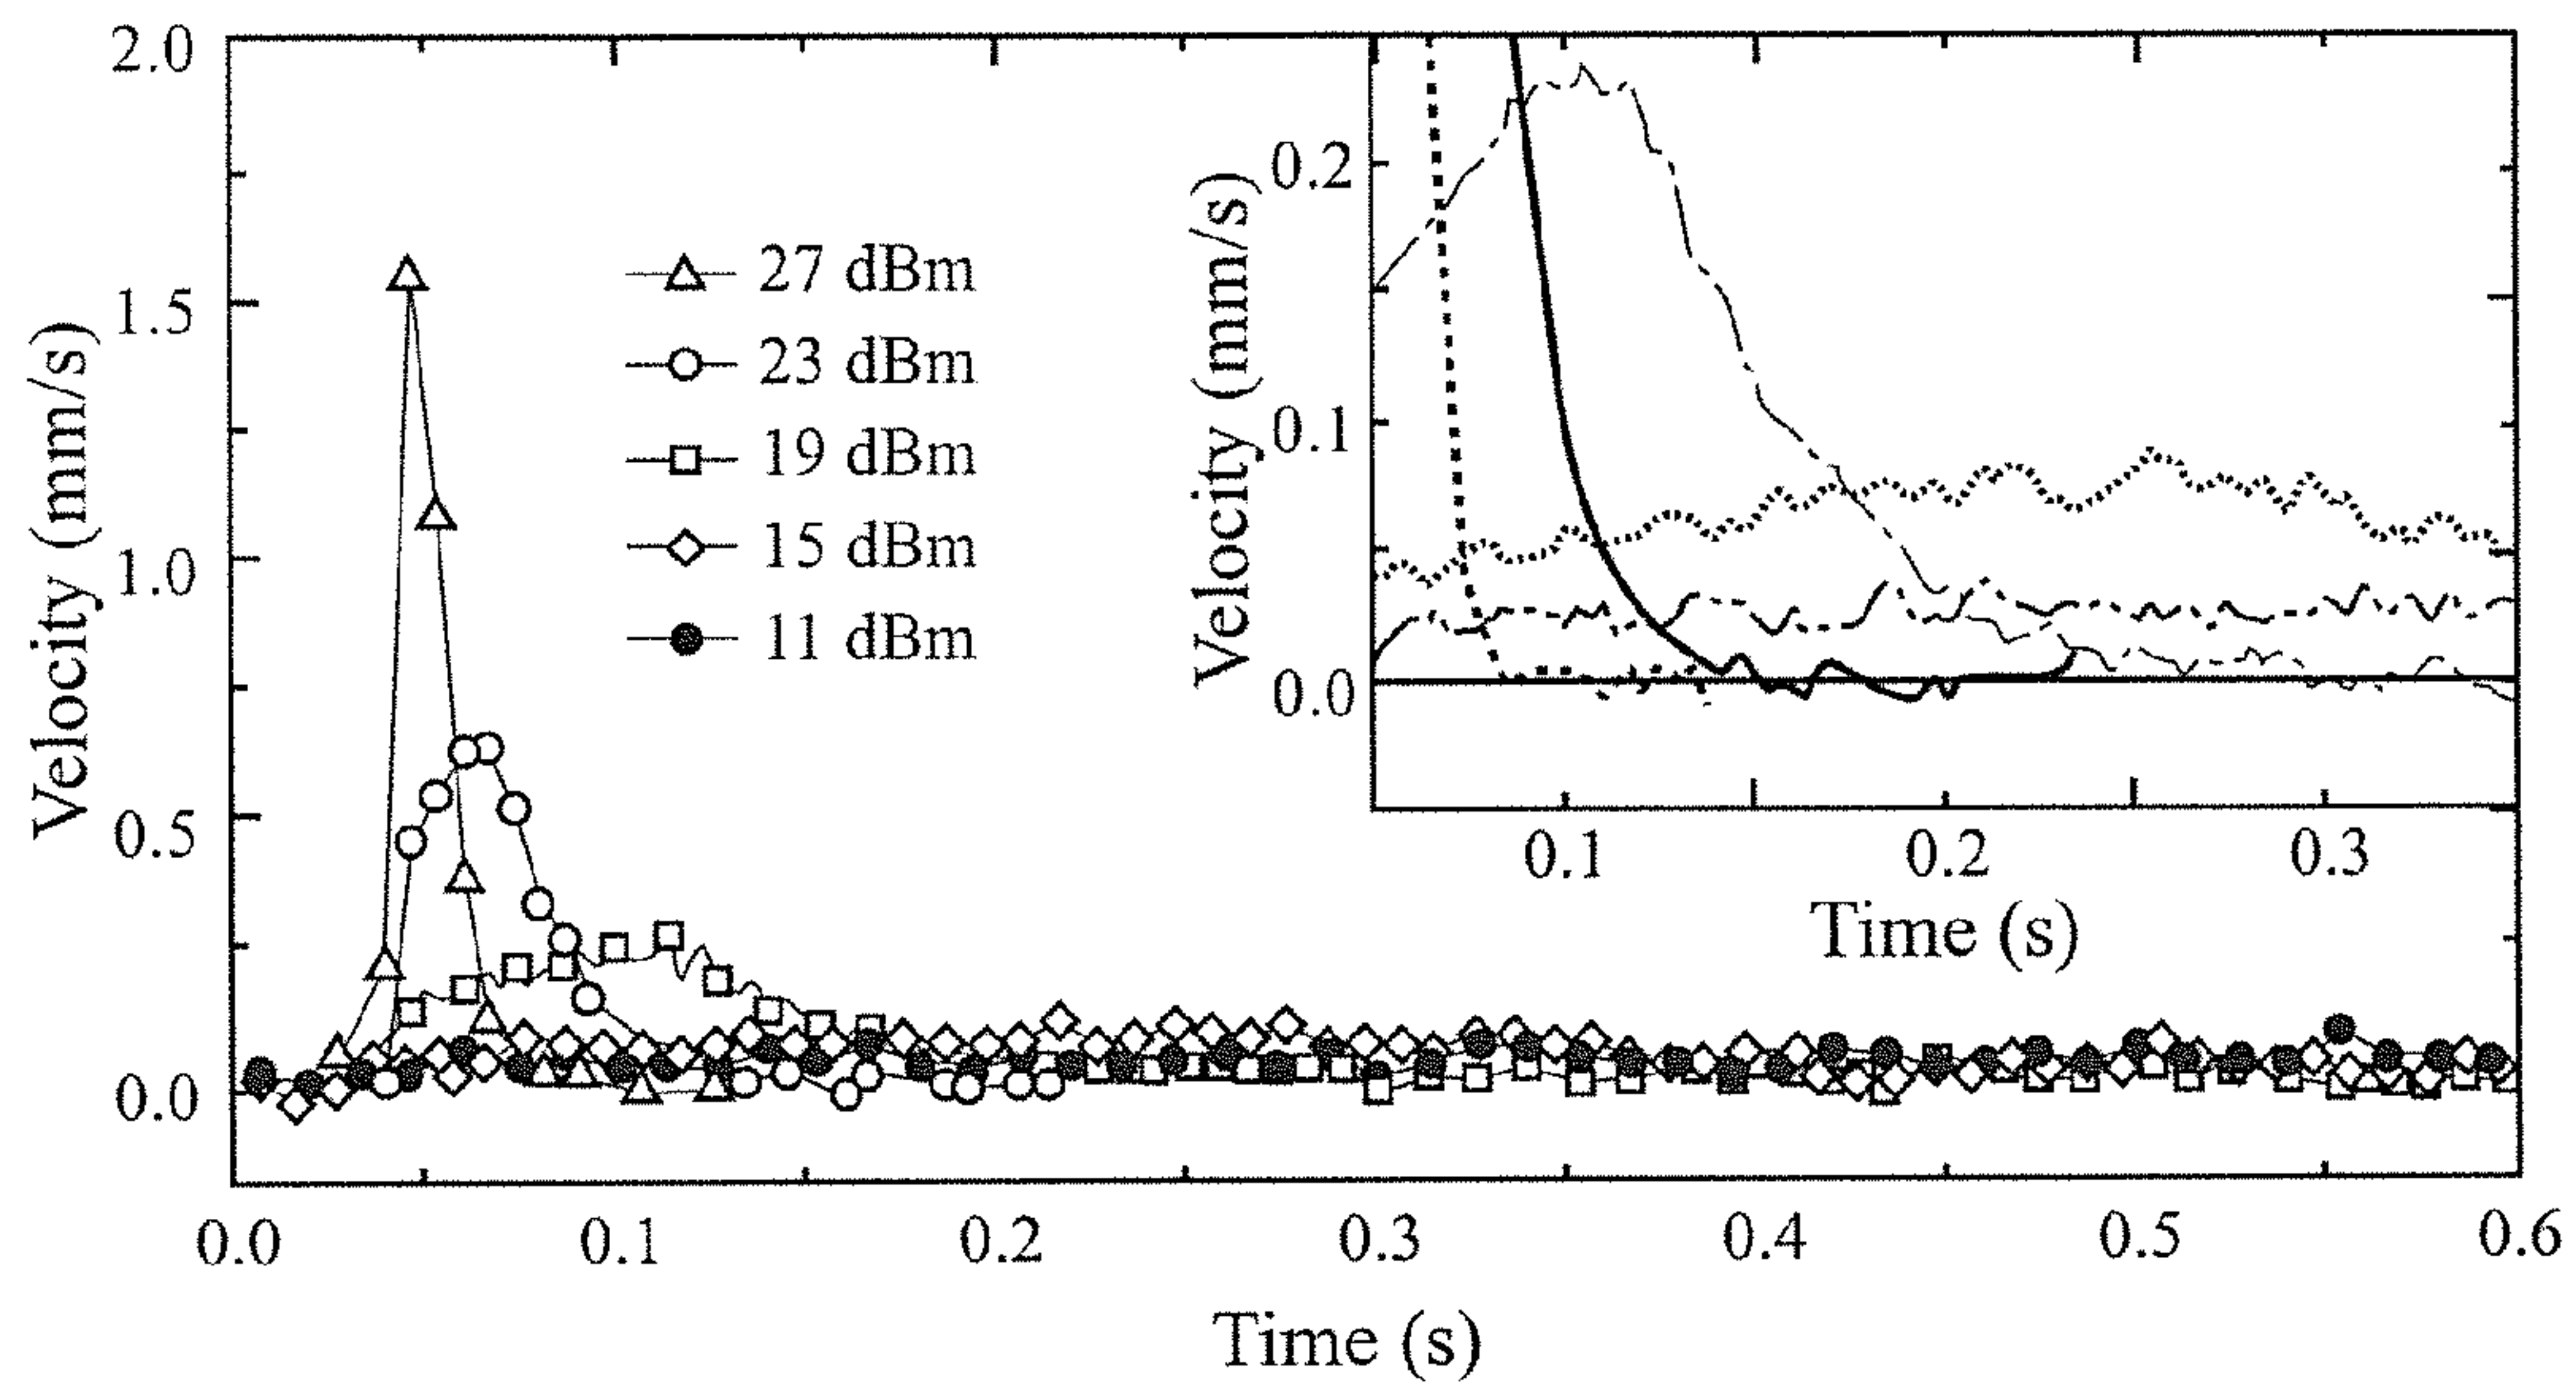 2.0
1.5
1.0
0.5
0.0
Velocity (mm/s)
27 dBm
23 dBm
19 dBm
15 dBm
11 dBm
0.2
0.1
0.0
Velocity (mm/s)
0.1 0.2 0.3
Time (s)
0.0 0.1 0.2 0.3 0.4 0.5 0.6
Time (s)